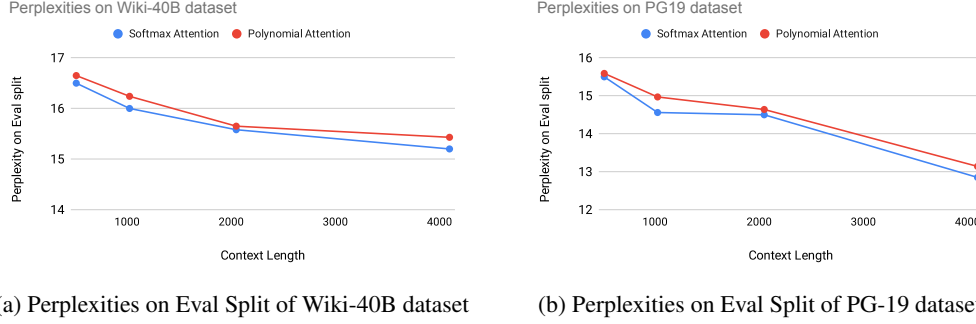 Perplexities on Wiki-40B dataset
Softmax Attention
Polynomial Attention
Perplexity on Eval split
17
16
15
14
1000
2000
3000
4000
Context Length
(a) Perplexities on Eval Split of Wiki-40B dataset
Perplexities on PG19 dataset
Softmax Attention
Polynomial Attention
Perplexity on Eval split
16
15
14
13
12
1000
2000
3000
4000
Context Length
(b) Perplexities on Eval Split of PG-19 dataset